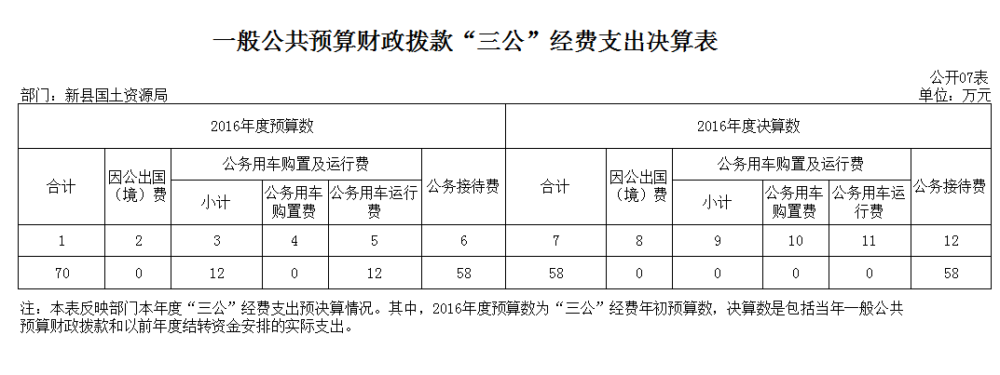 一般公共预算财政拨款“三公”经费支出决算表
公开07表
部门：新县国土资源局
单位：万元
2016年度预算数
2016年度决算数
合计
因公出国
（境）费
公务用车购置及运行费
小计
公务用车
购置费
公务用车运行
费
公务接待费
合计
因公出国
（境）费
公务用车购置及运行费
小计
公务用车
购置费
公务用车运
行费
公务接待费
1 2 3 4 5 6 7 8 9 10 11 12
70 0 12 0 12 58 58 0 0 0 0 58
注：本表反映部门本年度“三公”经费支出预决算情况。其中，2016年度预算数为“三公”经费年初预算数，决算数是包括当年一般公共
预算财政拨款和以前年度结转资金安排的实际支出。